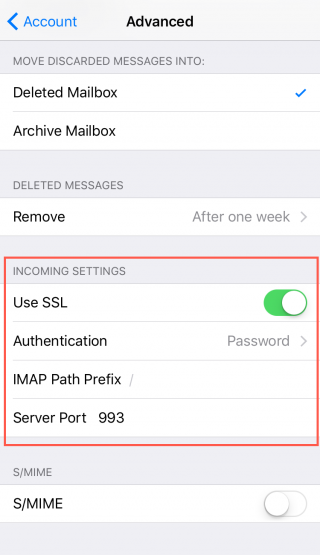 Account
Advanced
MOVE DISCARDED MESSAGES INTO:
Deleted Mailbox
Archive Mailbox
DELETED MESSAGES
Remove After one week
INCOMING SETTINGS
Use SSL
Authentication Password
IMAP Path Prefix /
Server Port 993
S/MIME
S/MIME